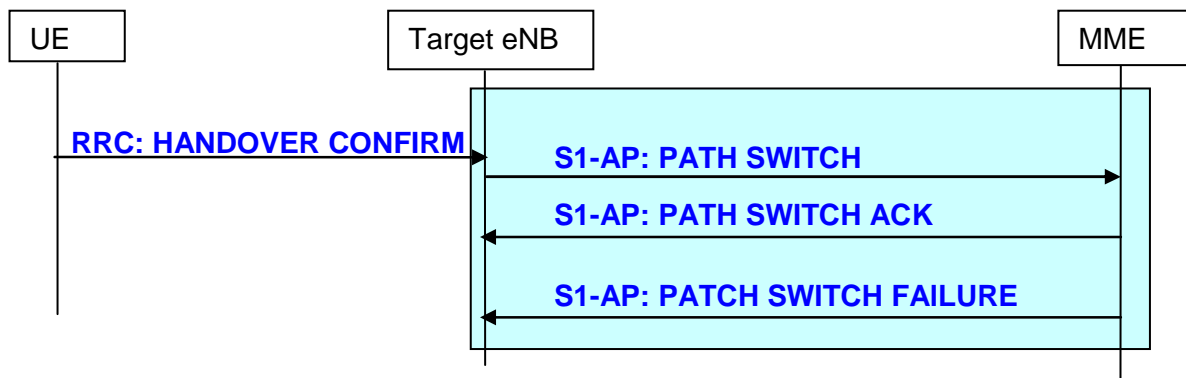 UE
Target eNB
MME
RRC: HANDOVER CONFIRM
S1-AP: PATH SWITCH
S1-AP: PATH SWITCH ACK
S1-AP: PATCH SWITCH FAILURE